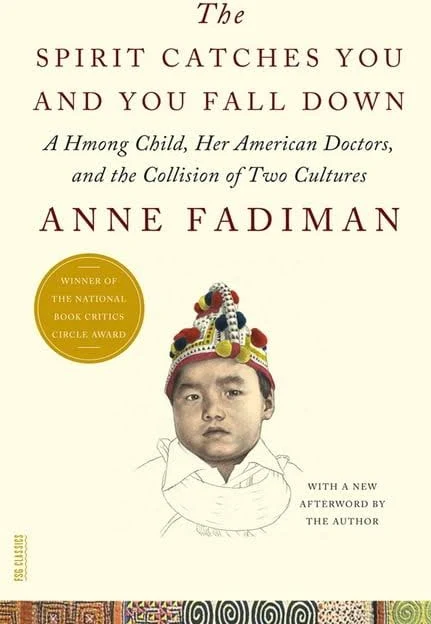 The
SPIRIT CATCHES YOU
AND YOU FALL DOWN
A Hmong Child, Her American Doctors,
and the Collision of Two Cultures
ANNE FADIMAN
WINNER OF
THE NATIONAL
BOOK CRITICS
CIRCLE AWARD
WITH A NEW
AFTERWORD BY
THE AUTHOR
FSG CLASSICS